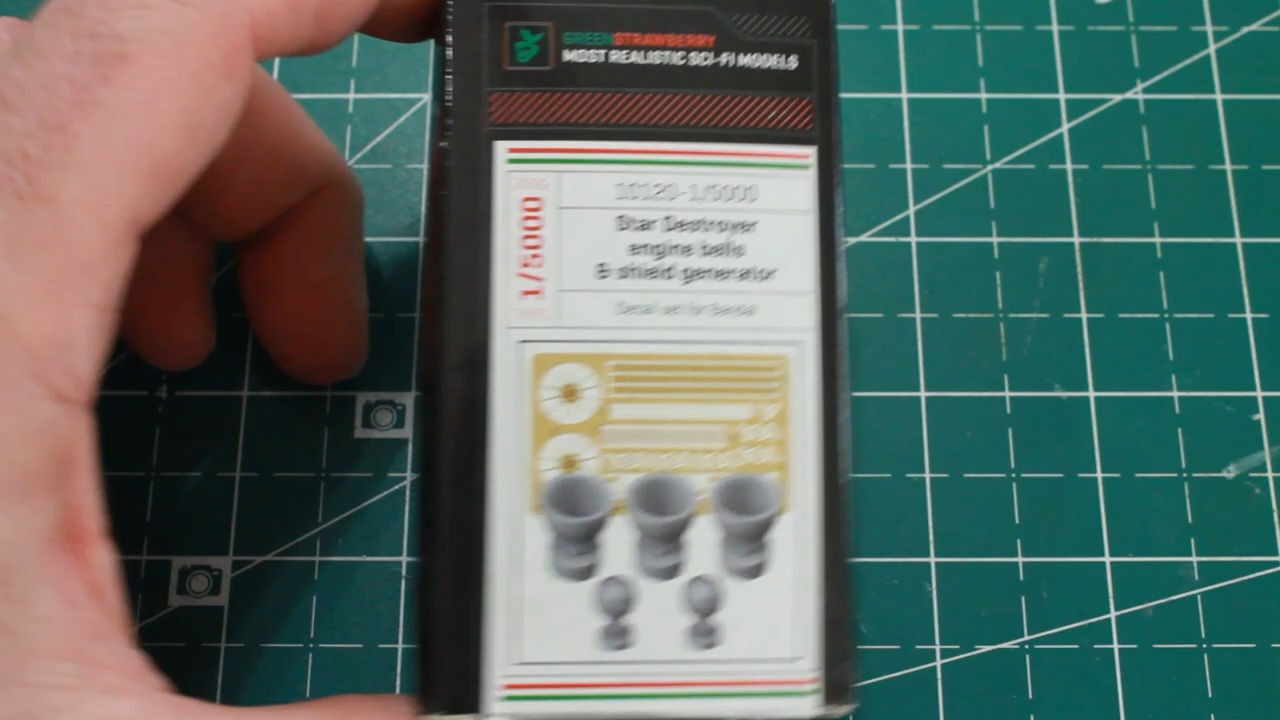 GREENSTRAWBERRY
MOST REALISTIC SCI-FI MODELS
10120-1/5000
1/5000
Star Destroyer
engine bells
& shield generator
Detail set for Bandai
4